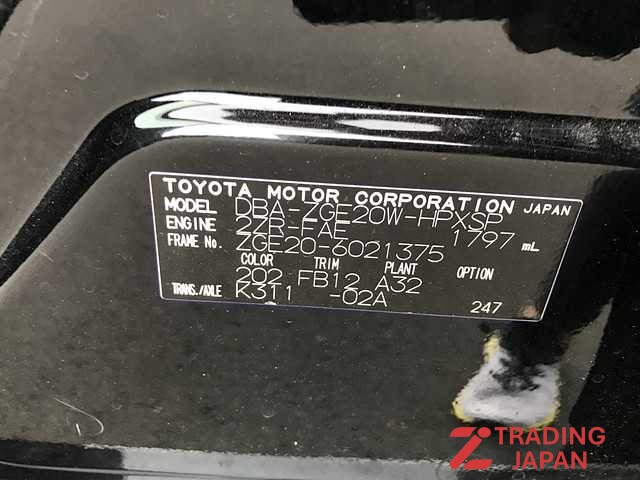 TOYOTA MOTOR CORPORATION JAPAN
MODEL DBA-ZGE20W-HPXSP
ENGINE 2ZR-FAE 1797 mL
FRAME No. ZGE20-6021375
COLOR TRIM PLANT OPTION
202 FB12 A32
TRANS./AXLE K311 -02A
247
TRADING
JAPAN